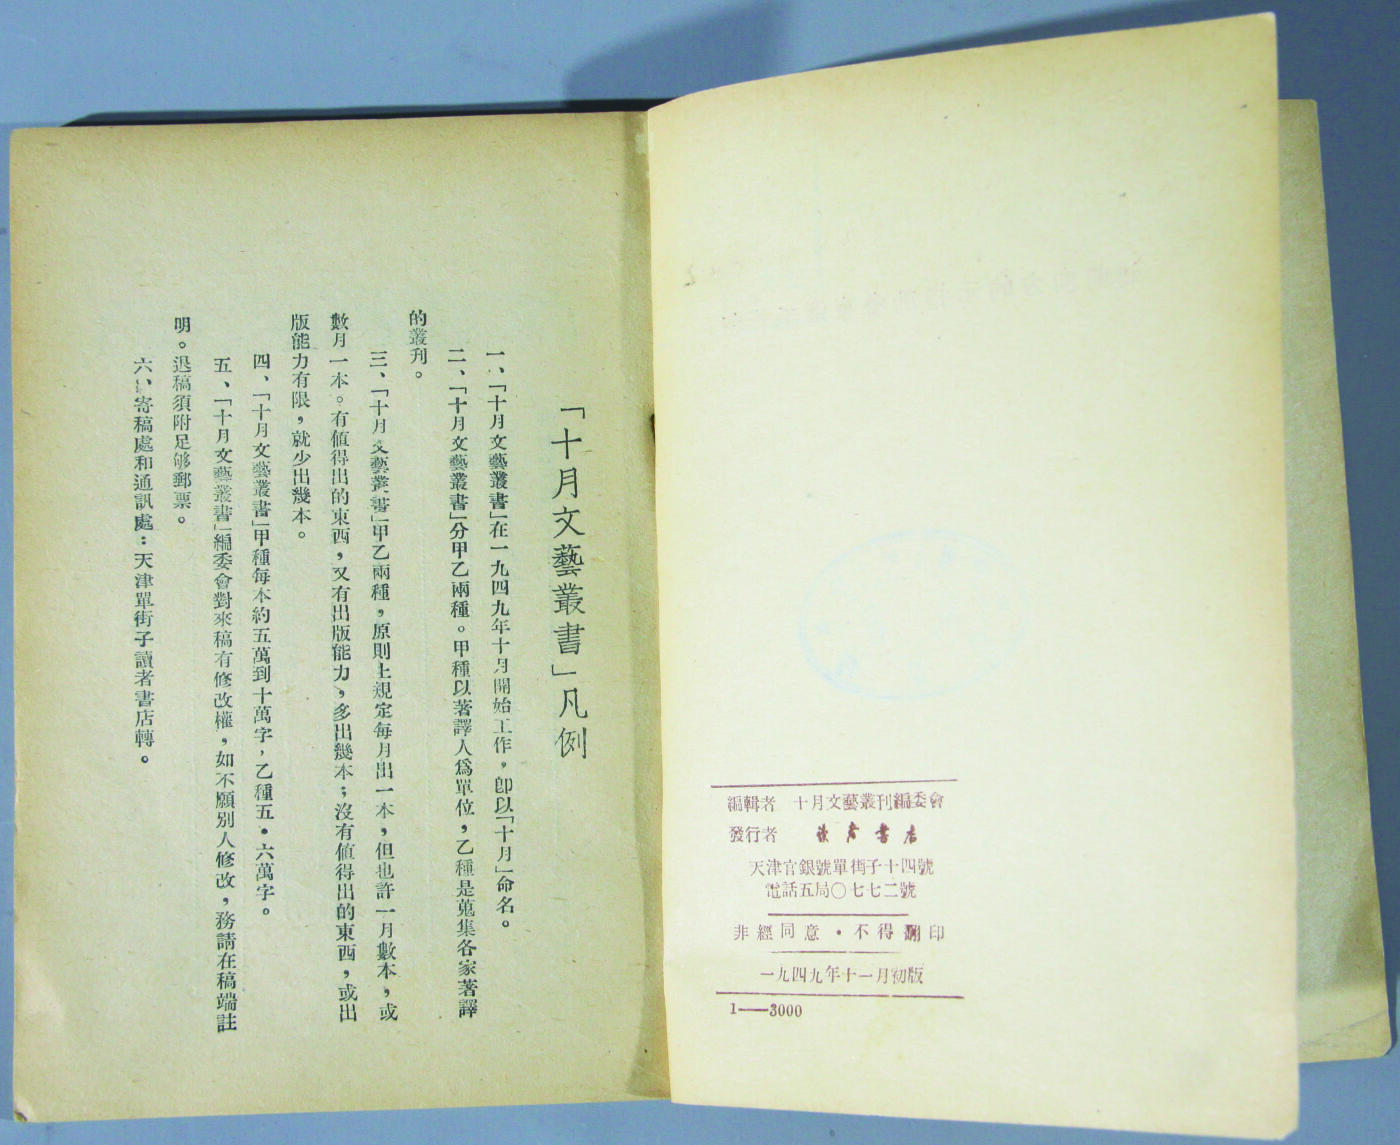 「十月文藝叢書」凡例
一、「十月文藝叢書」在一九四九年十月開始工作，卽以「十月」命名。
二、「十月文藝叢書」分甲乙兩種。甲種以著譯人爲單位，乙種是蒐集各家著譯
的叢刊。
三、「十月文藝叢書」甲乙兩種，原則上規定每月出一本，但也許一月數本，或
數月一本。有値得出的東西，又有出版能力，多出幾本；沒有値得出的東西，或出
版能力有限，就少出幾本。
四、「十月文藝叢書」甲種每本約五萬到十萬字，乙種五・六萬字。
五、「十月文藝叢書」編委會對來稿有修改權，如不願別人修改，務請在稿端註
明。退稿須附足够郵票。
六、寄稿處和通訊處：天津單街子讀者書店轉。
編輯者 十月文藝叢刊編委會
發行者 讀者書店
天津官銀號單街子十四號
電話五局〇七七二號
非經同意・不得翻印
一九四九年十一月初版
1——3000